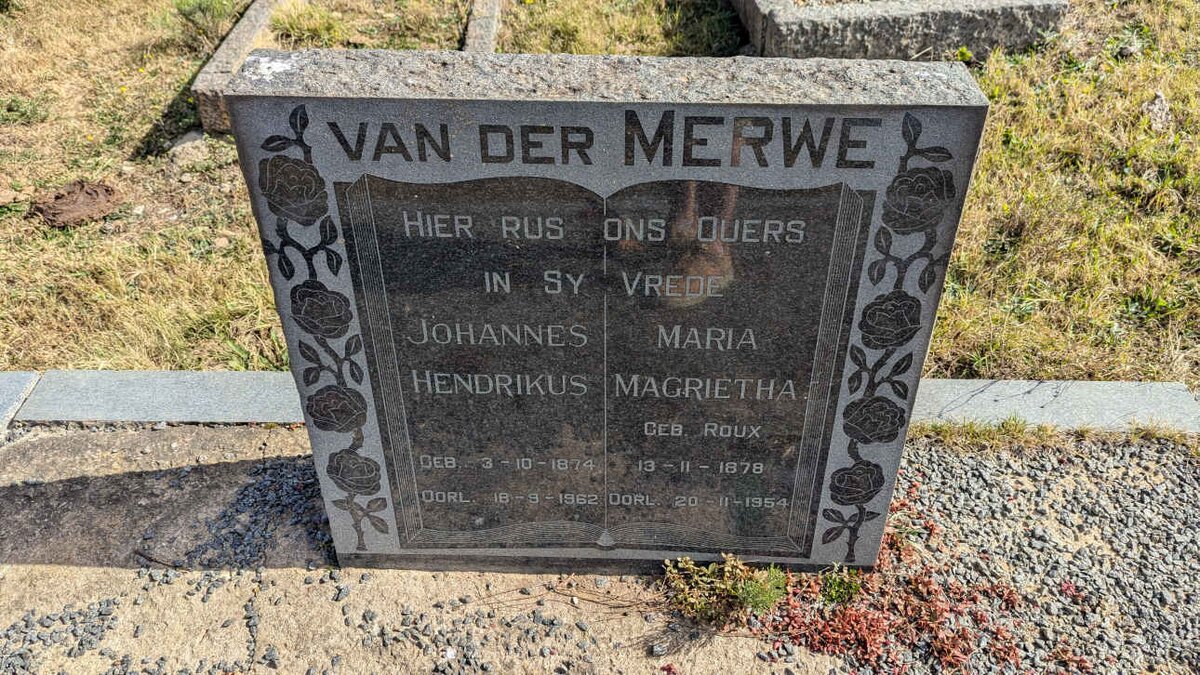 VAN DER MERWE
HIER RUS ONS OUERS
IN SY VREDE
JOHANNES MARIA
HENDRIKUS MAGRIETHA
GEB. ROUX
GEB. 3-10-1874 13-11-1878
OORL. 18-9-1962 OORL. 20-11-1954